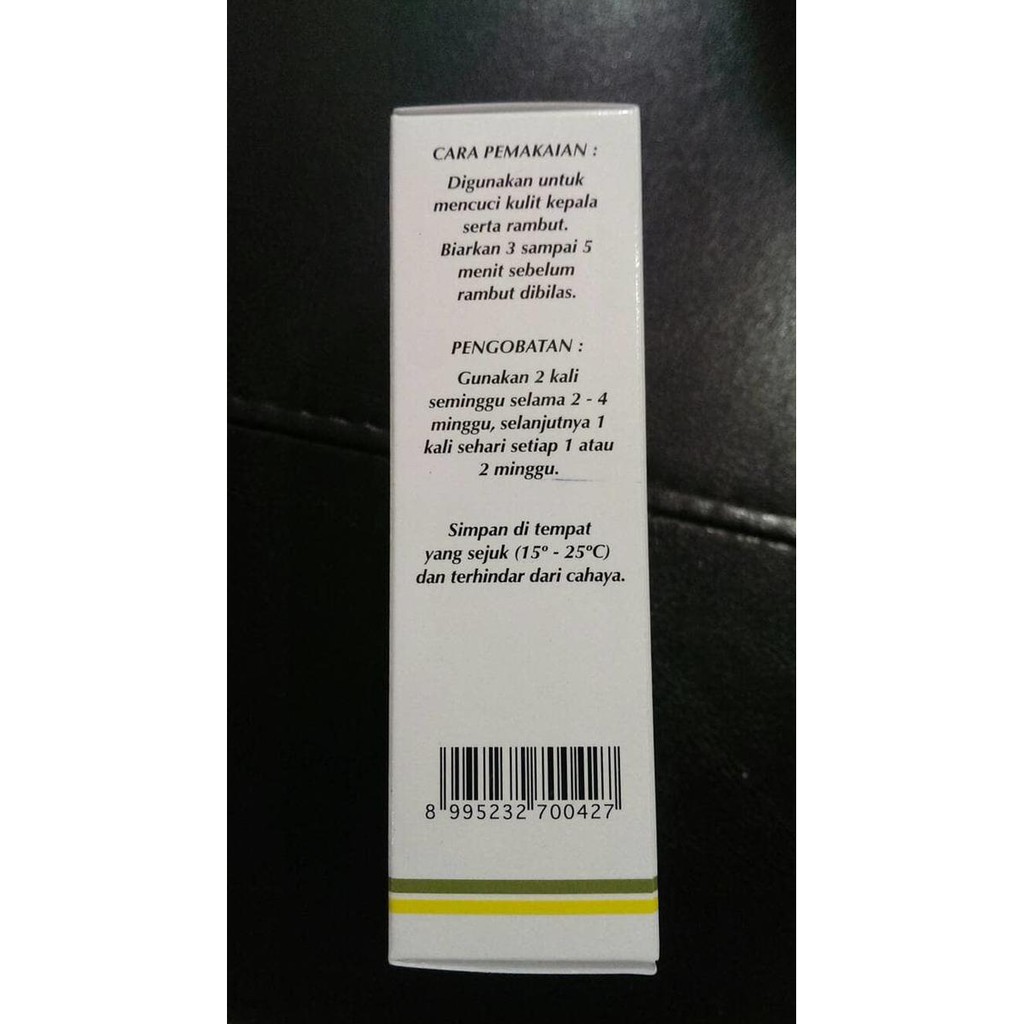 CARA PEMAKAIAN :
Digunakan untuk
mencuci kulit kepala
serta rambut.
Biarkan 3 sampai 5
menit sebelum
rambut dibilas.
PENGOBATAN :
Gunakan 2 kali
seminggu selama 2 - 4
minggu, selanjutnya 1
kali sehari setiap 1 atau
2 minggu.
Simpan di tempat
yang sejuk (15º - 25ºC)
dan terhindar dari cahaya.
8 995232 700427